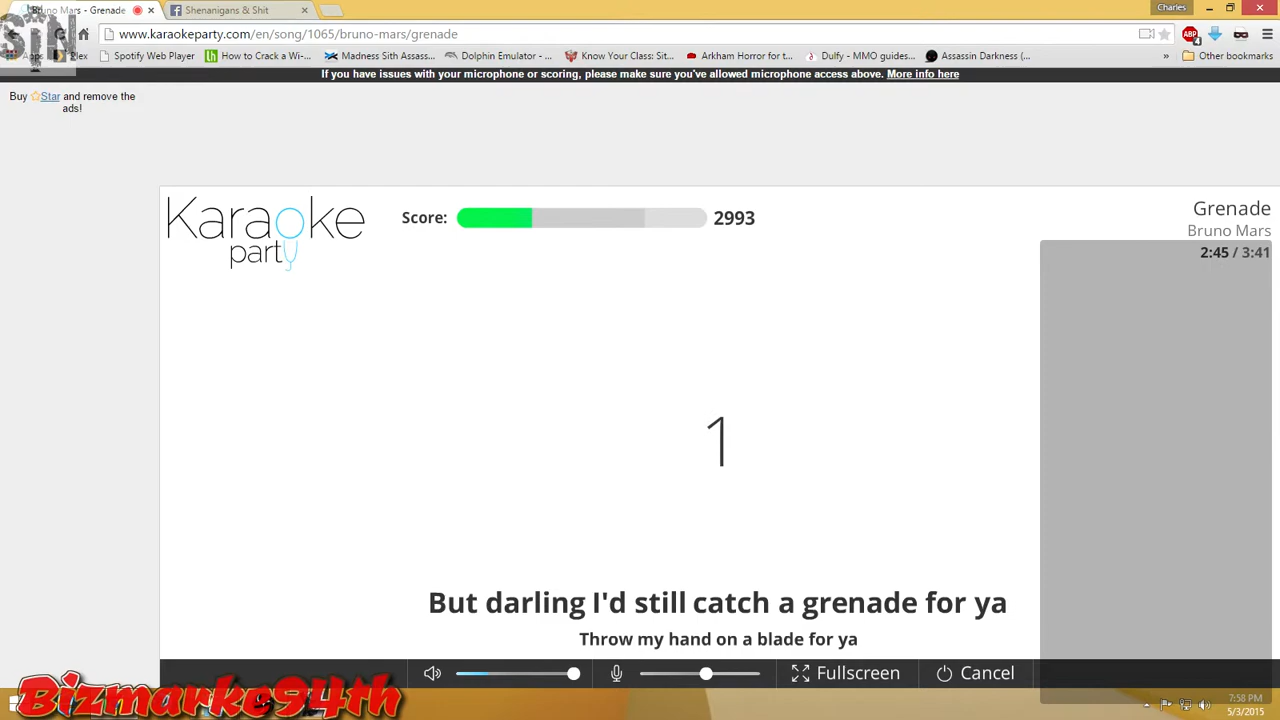 Bruno Mars - Grenade
Shenanigans & Shit
Charles
www.karaokeparty.com/en/song/1065/bruno-mars/grenade
Apps
Plex
Spotify Web Player
How to Crack a Wi-...
Madness Sith Assas...
Dolphin Emulator - ...
Know Your Class: Sit...
Arkham Horror for t...
Dulfy - MMO guides...
Assassin Darkness (...
»
Other bookmarks
If you have issues with your microphone or scoring, please make sure you've allowed microphone access above. More info here
Buy Star and remove the
ads!
Karaoke
party
Score:
2993
Grenade
Bruno Mars
2:45 / 3:41
1
But darling I'd still catch a grenade for ya
Throw my hand on a blade for ya
Fullscreen
Cancel
Bizmarke94th
7:58 PM
5/3/2015
ABP
4